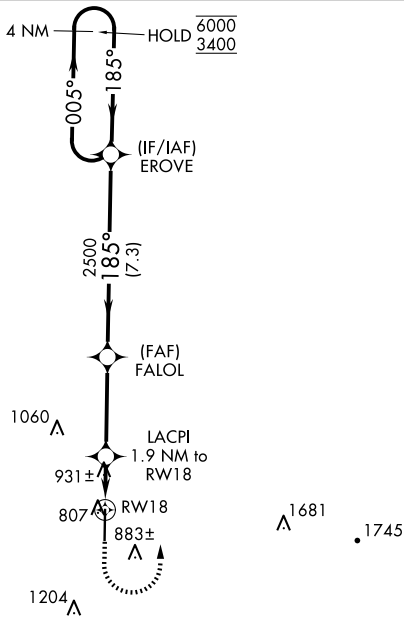 4 NM
HOLD
6000
3400
005°
185°
(IF/IAF)
EROVE
2500
185°
(7.3)
(FAF)
FALOL
1060
LACPI
1.9 NM to
RW18
931±
807
RW18
883±
1681
1745
1204